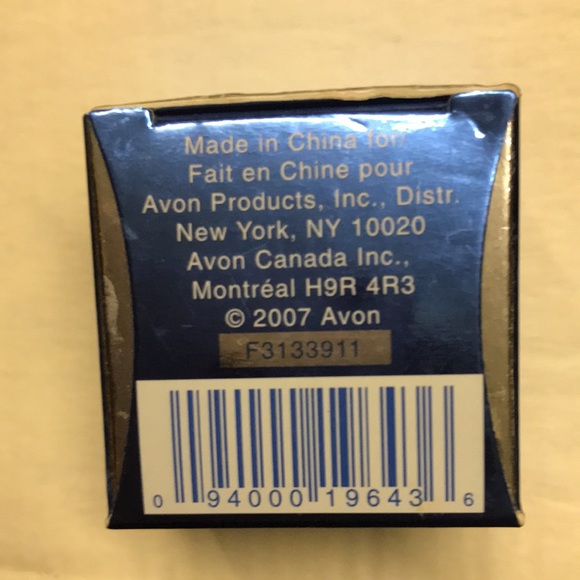 Made in China for/
Fait en Chine pour
Avon Products, Inc., Distr.
New York, NY 10020
Avon Canada Inc.,
Montréal H9R 4R3
© 2007 Avon
F3133911
0 94000 19643 6